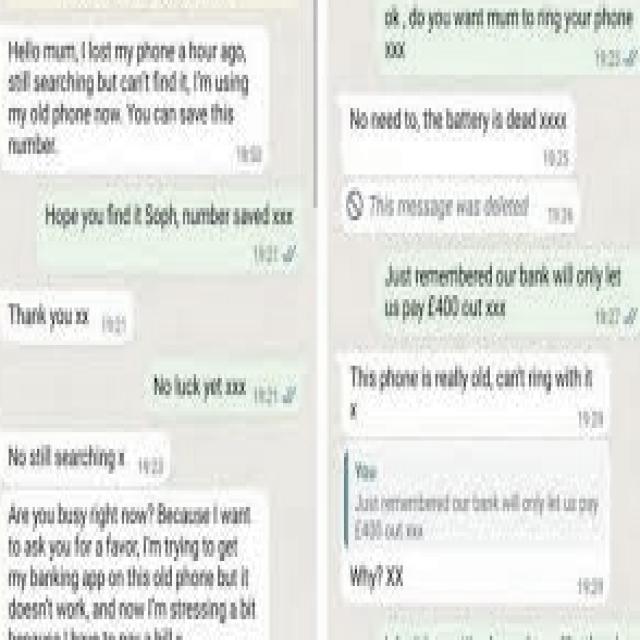 Hello mum, I lost my phone a hour ago,
still searching but can't find it, I'm using
my old phone now. You can save this
number.
Hope you find it Soph, number saved xxx
19:21
Thank you xx 19:21
No luck yet xxx 19:21
No still searching x 19:23
Are you busy right now? Because I want
to ask you for a favor, I'm trying to get
my banking app on this old phone but it
doesn't work, and now I'm stressing a bit
because I have to pay a bill x
ok , do you want mum to ring your phone
xxx
19:23
No need to, the battery is dead xxxx
19:25
This message was deleted 19:26
Just remembered our bank will only let
us pay £400 out xxx 19:27
This phone is really old, can't ring with it
x 19:29
You
Just remembered our bank will only let us pay
£400 out xxx
Why? XX 19:29